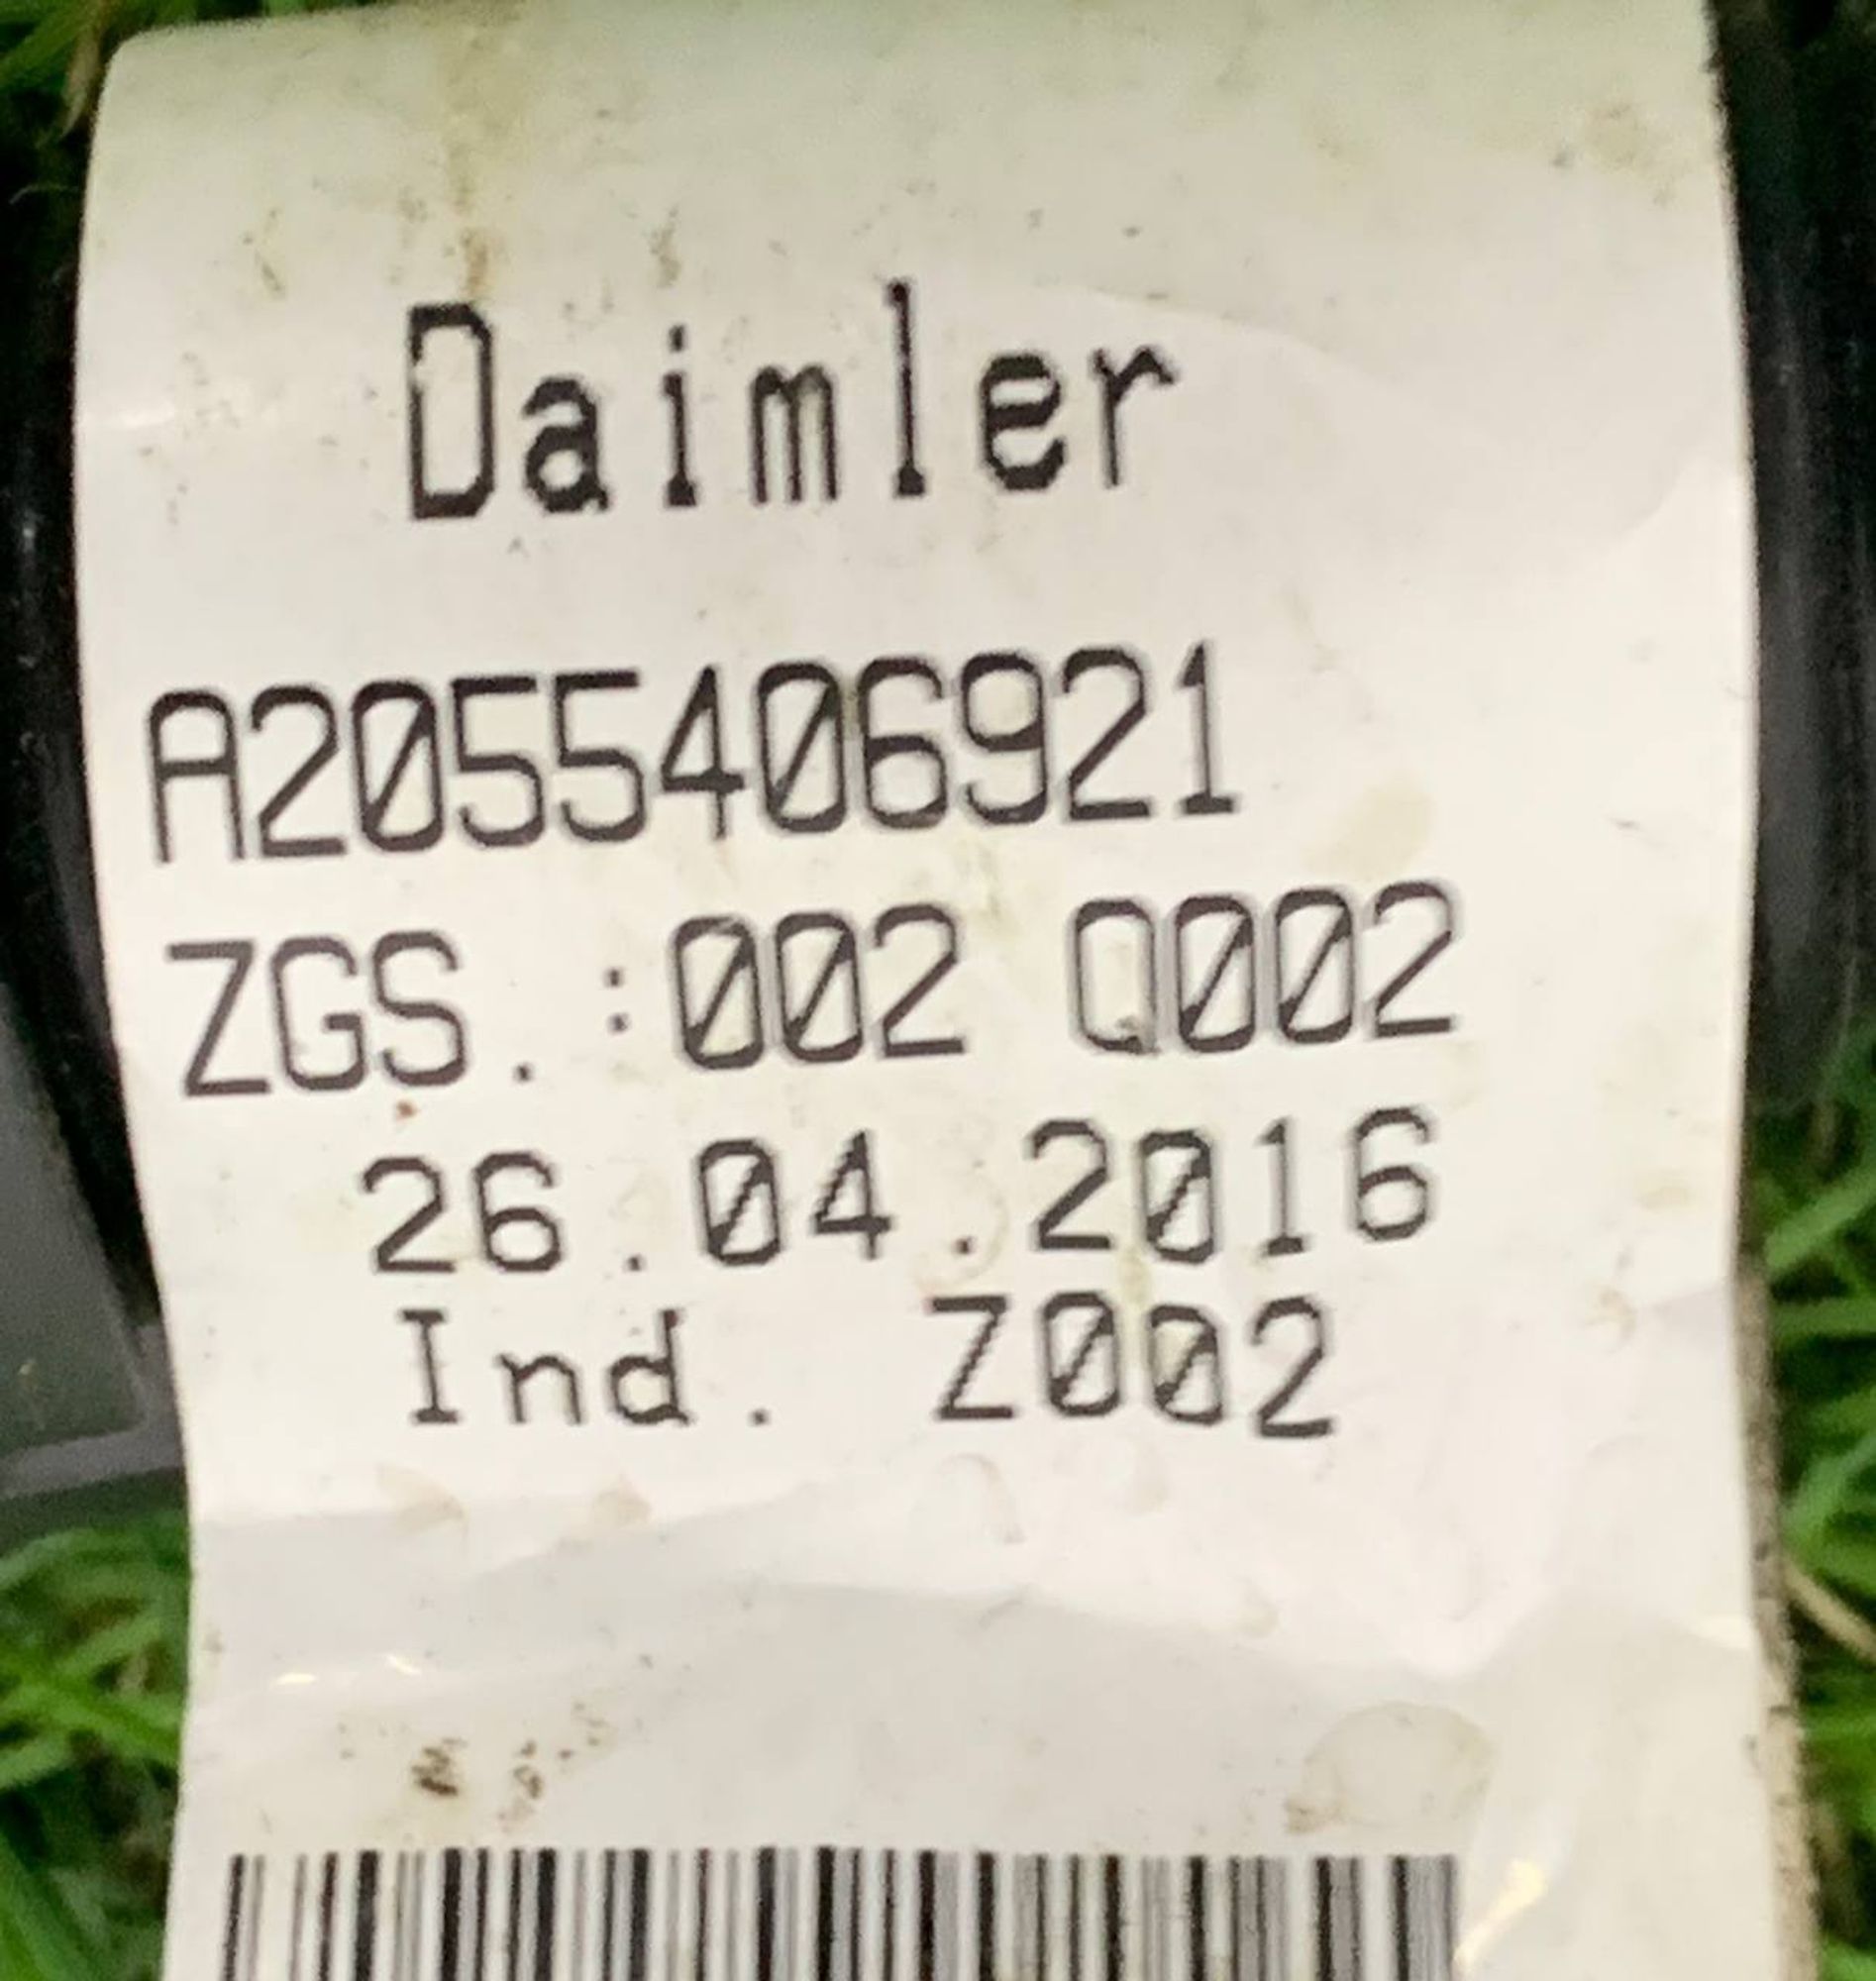 Daimler
A2055406921
ZGS.:002 Q002
26.04.2016
Ind. Z002